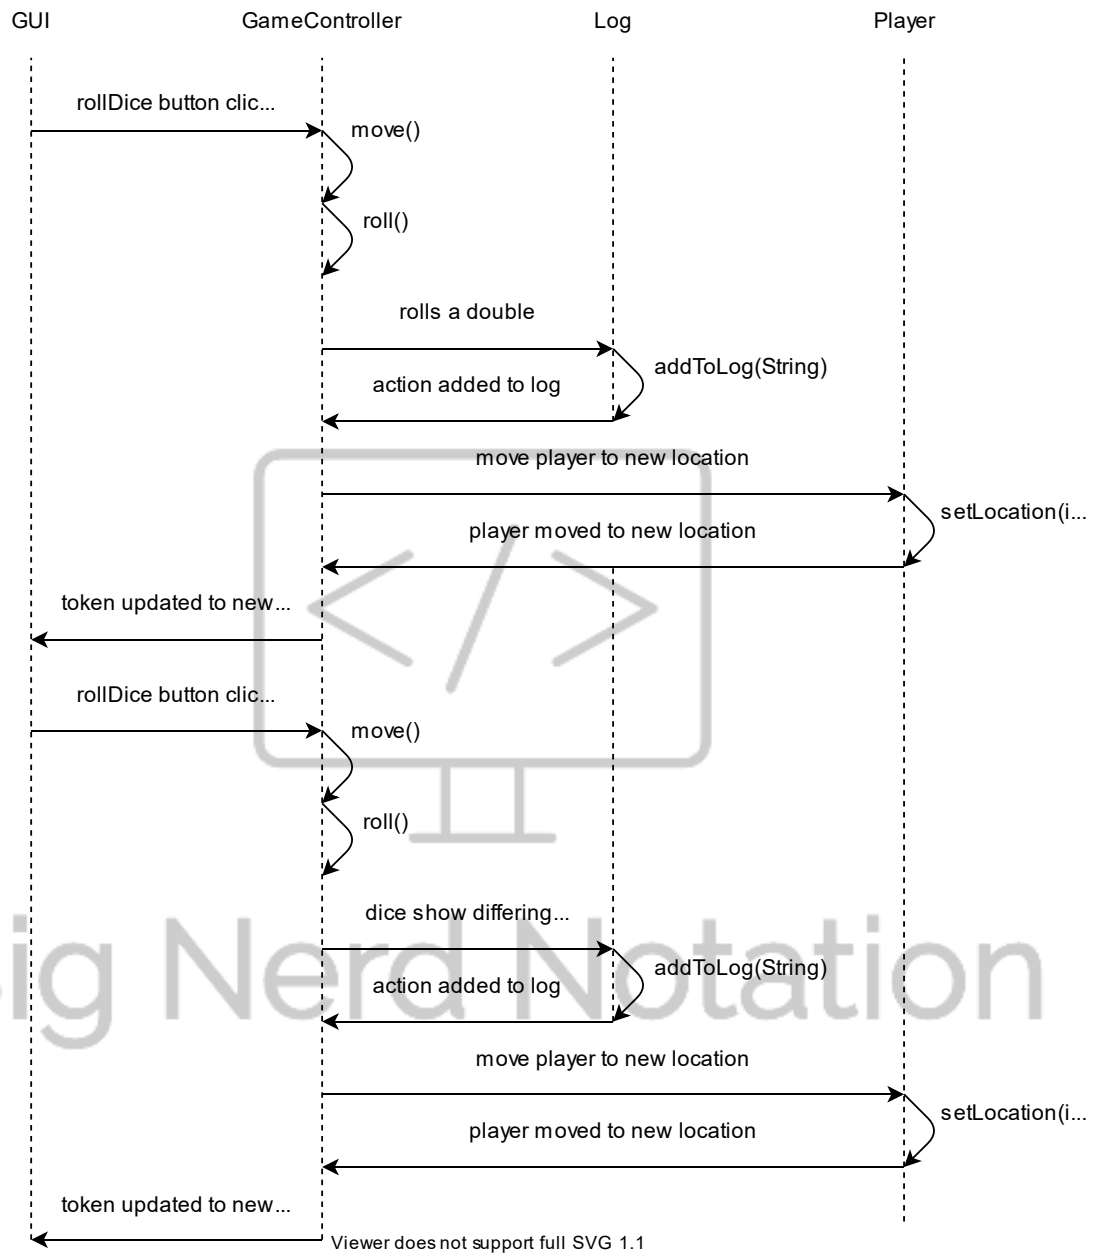 GUI GameController Log Player
rollDice button clic...
move()
roll()
rolls a double
addToLog(String)
action added to log
move player to new location
setLocation(i...
player moved to new location
token updated to new...
rollDice button clic...
move()
roll()
dice show differing...
addToLog(String)
action added to log
ig Nerd Notation
move player to new location
setLocation(i...
player moved to new location
token updated to new...
Viewer does not support full SVG 1.1